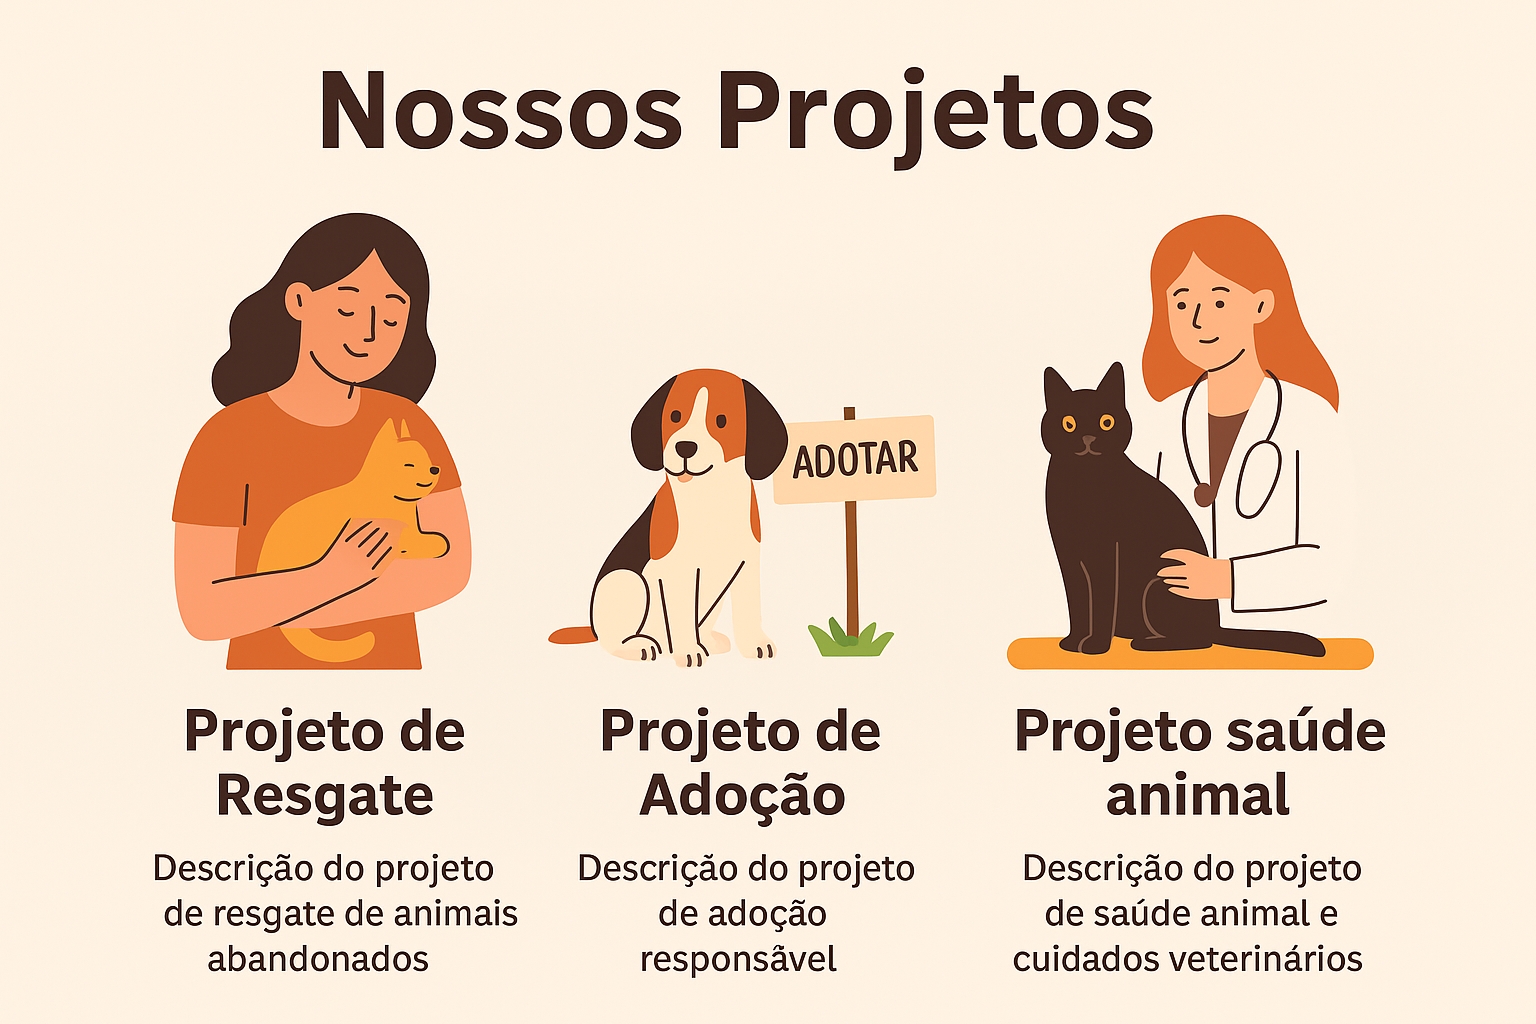 Nossos Projetos
ADOTAR
Projeto de
Resgate
Descrição do projeto
de resgate de animais
abandonados
Projeto de
Adoção
Descrição do projeto
de adoção
responsãvel
Projeto saúde
animal
Descrição do projeto
de saúde animal e
cuidados veterinários